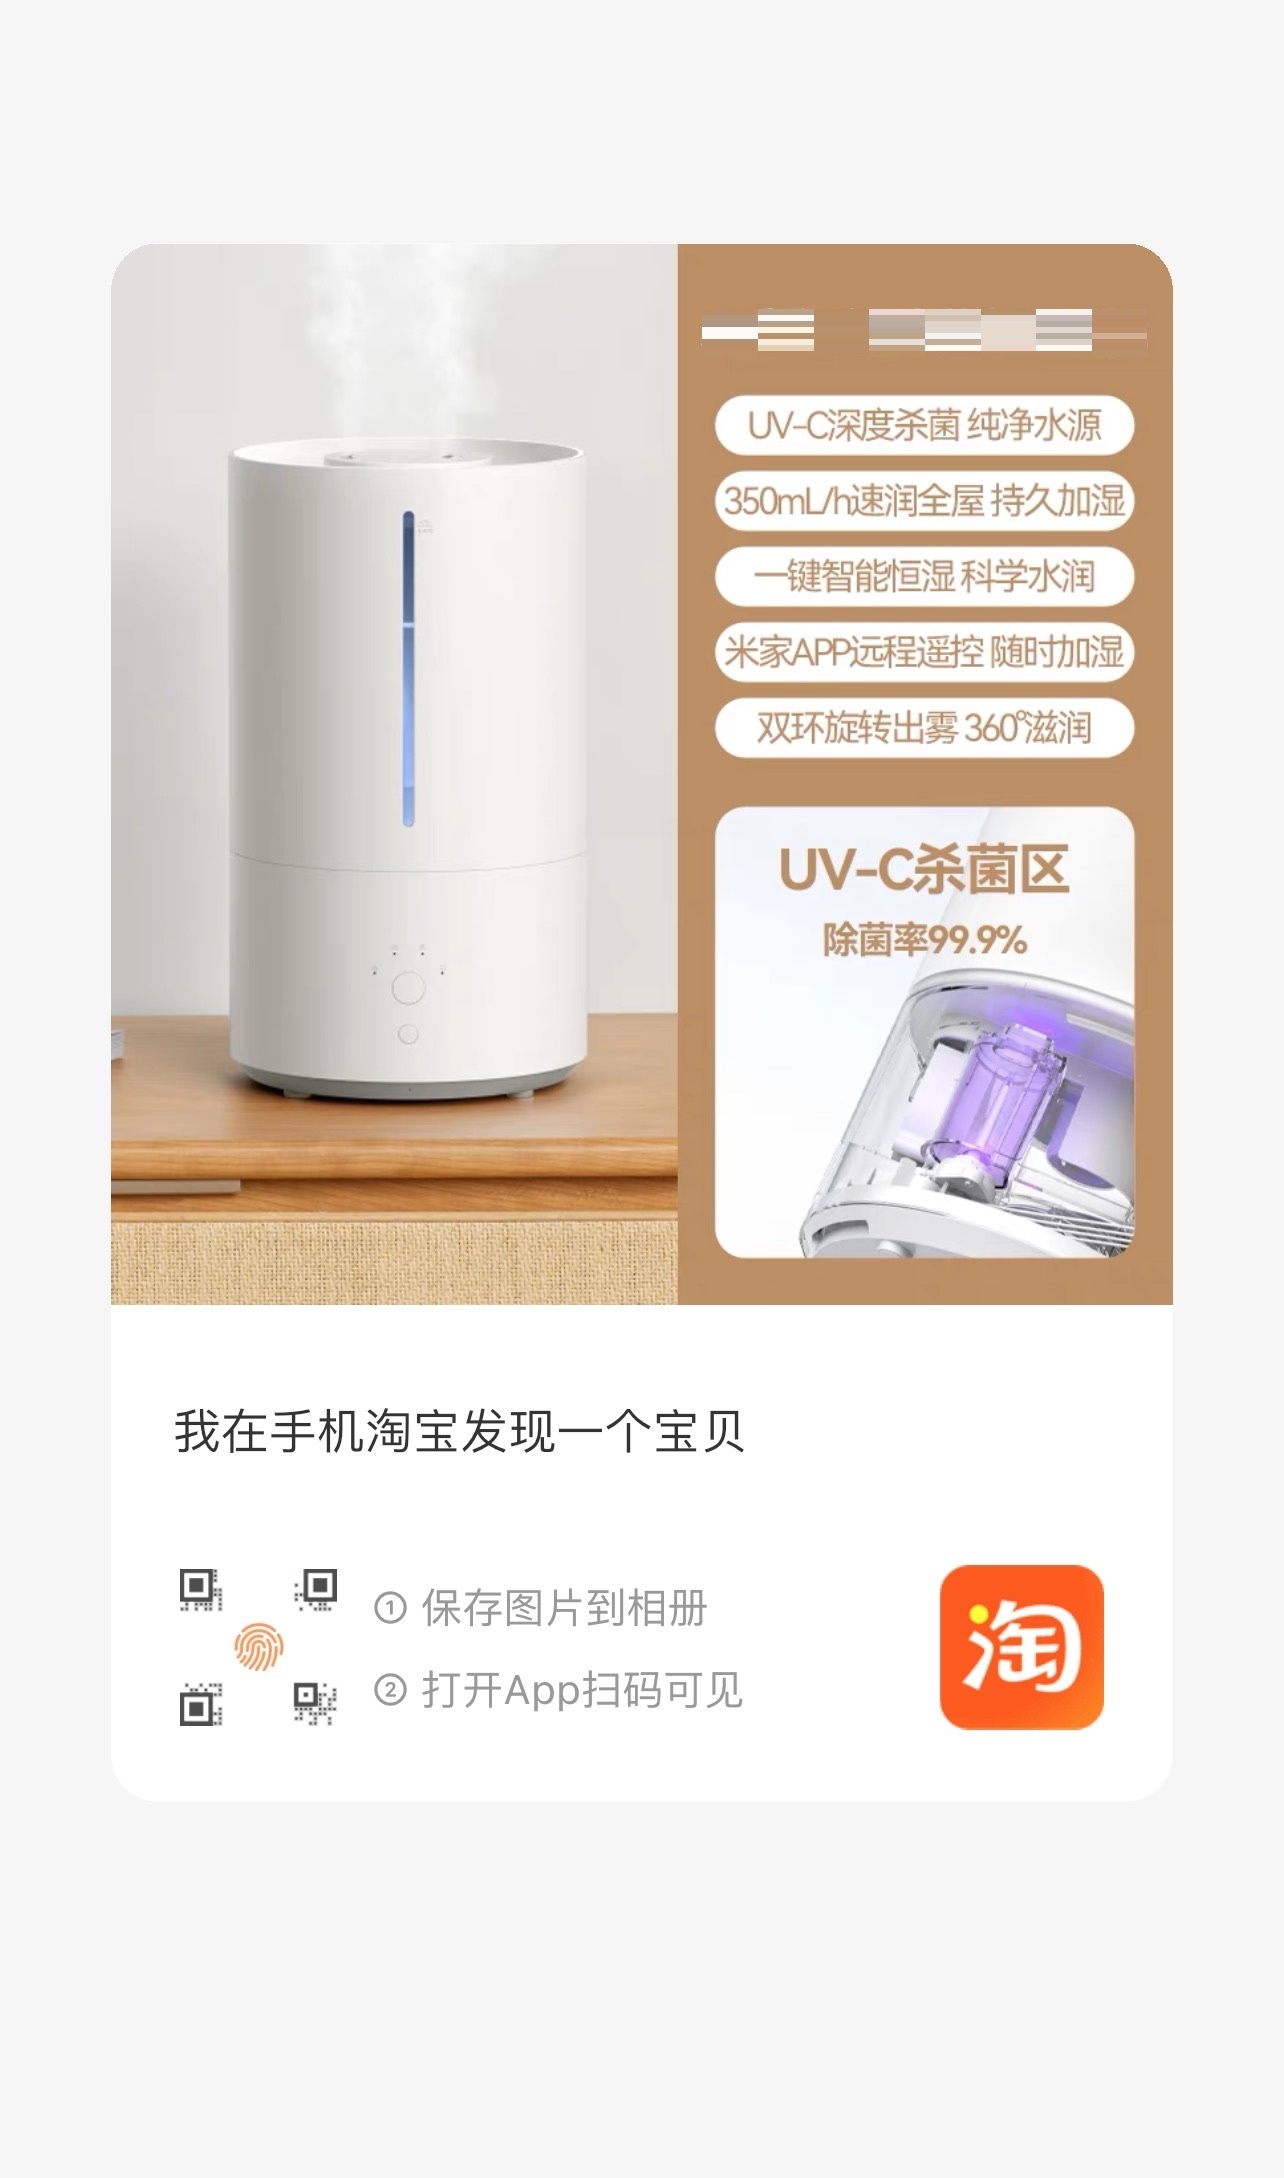 UV-C深度杀菌 纯净水源
350mL/h速润全屋 持久加湿
一键智能恒湿 科学水润
米家APP远程遥控 随时加湿
双环旋转出雾 360°滋润
UV-C杀菌区
除菌率99.9%
我在手机淘宝发现一个宝贝
① 保存图片到相册
② 打开App扫码可见
淘